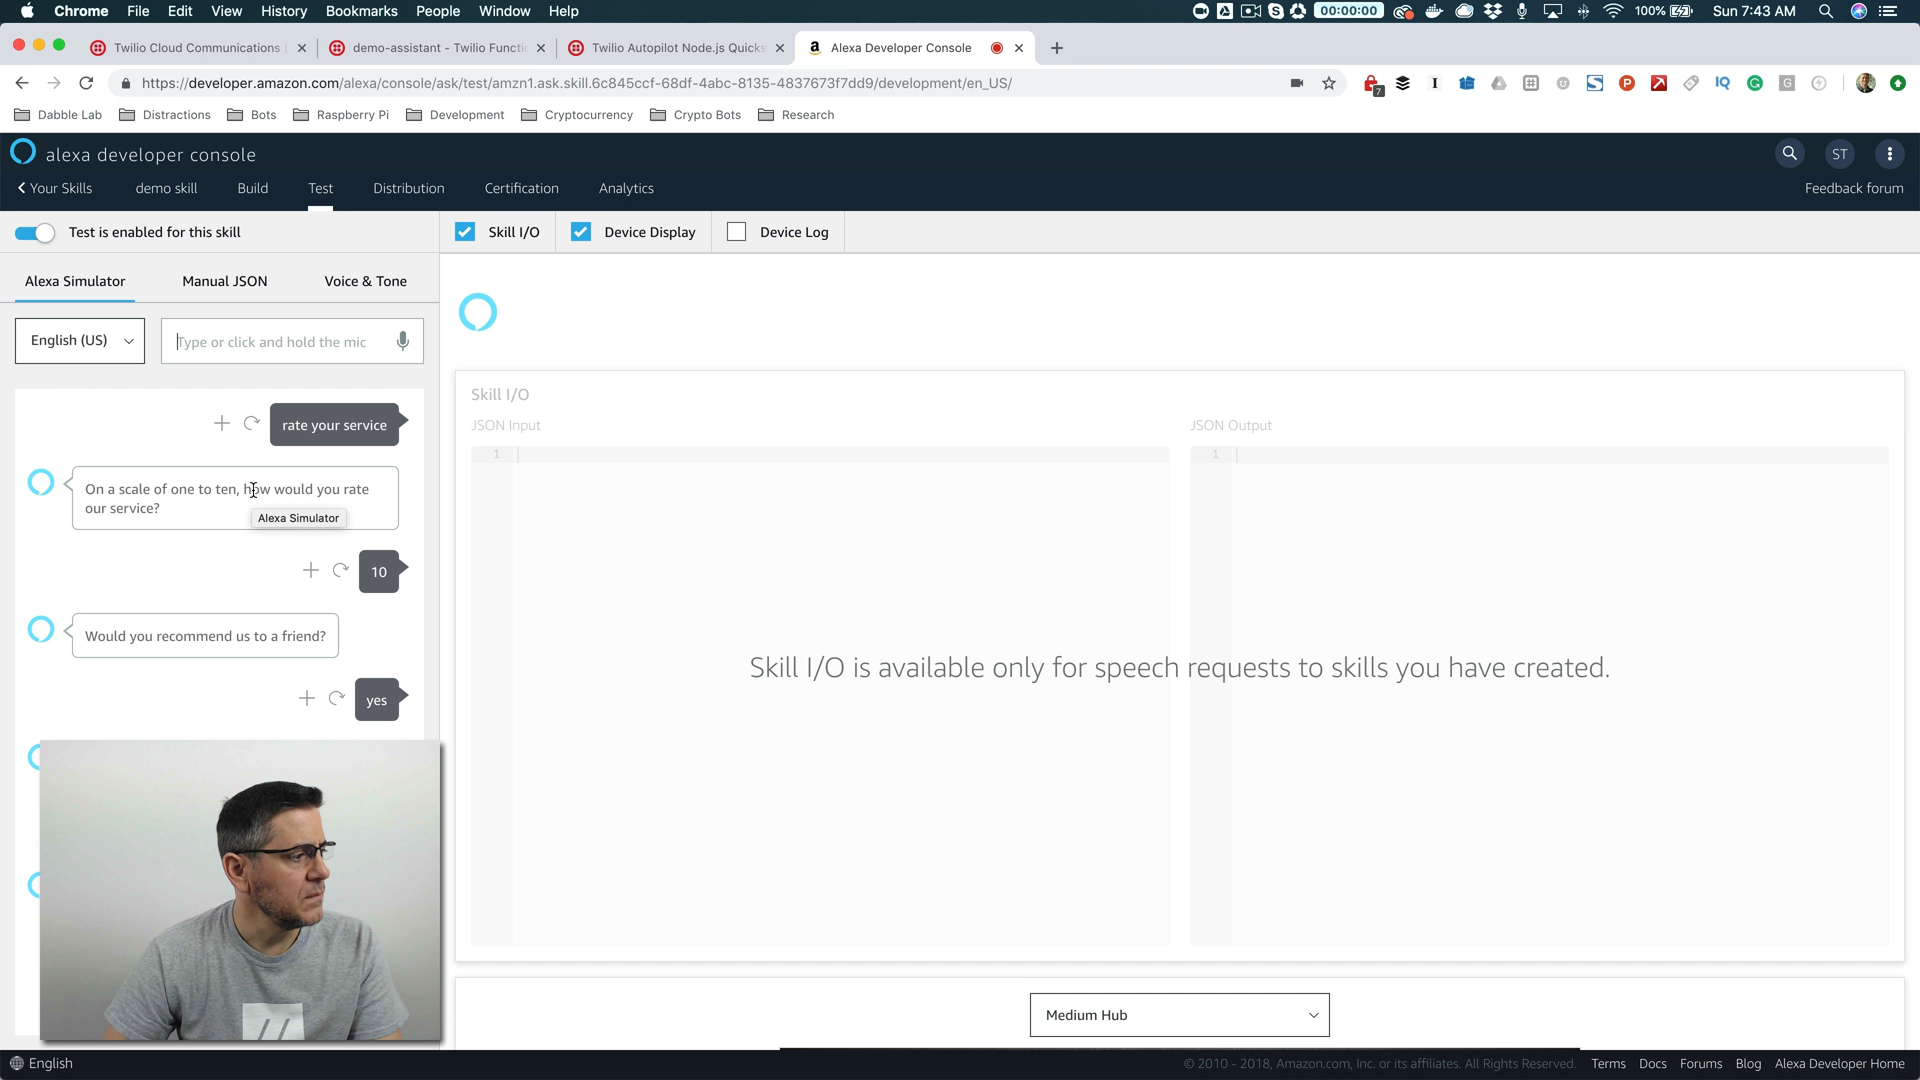 Chrome File Edit View History Bookmarks People Window Help
00:00:00 100% Sun 7:43 AM
Twilio Cloud Communications
demo-assistant - Twilio Functi
Twilio Autopilot Node.js Quicks
Alexa Developer Console
https://developer.amazon.com/alexa/console/ask/test/amzn1.ask.skill.6c845ccf-68df-4abc-8135-4837673f7dd9/development/en_US/
7
Dabble Lab Distractions Bots Raspberry Pi Development Cryptocurrency Crypto Bots Research
alexa developer console
ST
Your Skills demo skill Build Test Distribution Certification Analytics Feedback forum
Test is enabled for this skill
Skill I/O Device Display Device Log
Alexa Simulator Manual JSON Voice & Tone
English (US)
Type or click and hold the mic
rate your service
On a scale of one to ten, how would you rate
our service?
Alexa Simulator
10
Would you recommend us to a friend?
yes
Skill I/O
JSON Input JSON Output
1 1
Skill I/O is available only for speech requests to skills you have created.
Medium Hub
English
© 2010 - 2018, Amazon.com, Inc. or its affiliates. All Rights Reserved. Terms Docs Forums Blog Alexa Developer Home